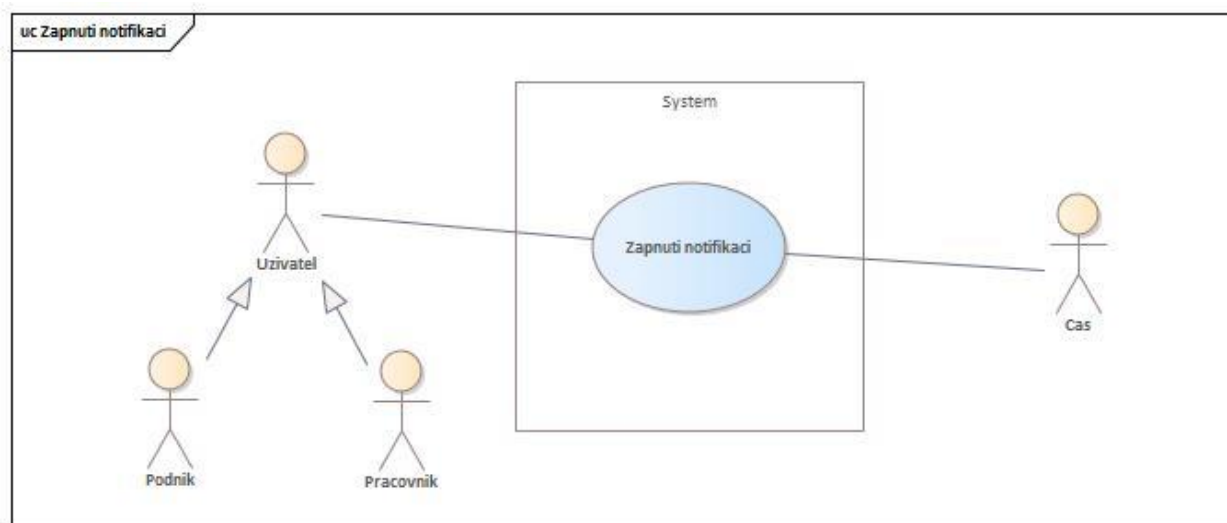 uc Zapnuti notifikaci
System
Uzivatel
Zapnuti notifikaci
Cas
Podnik
Pracovnik